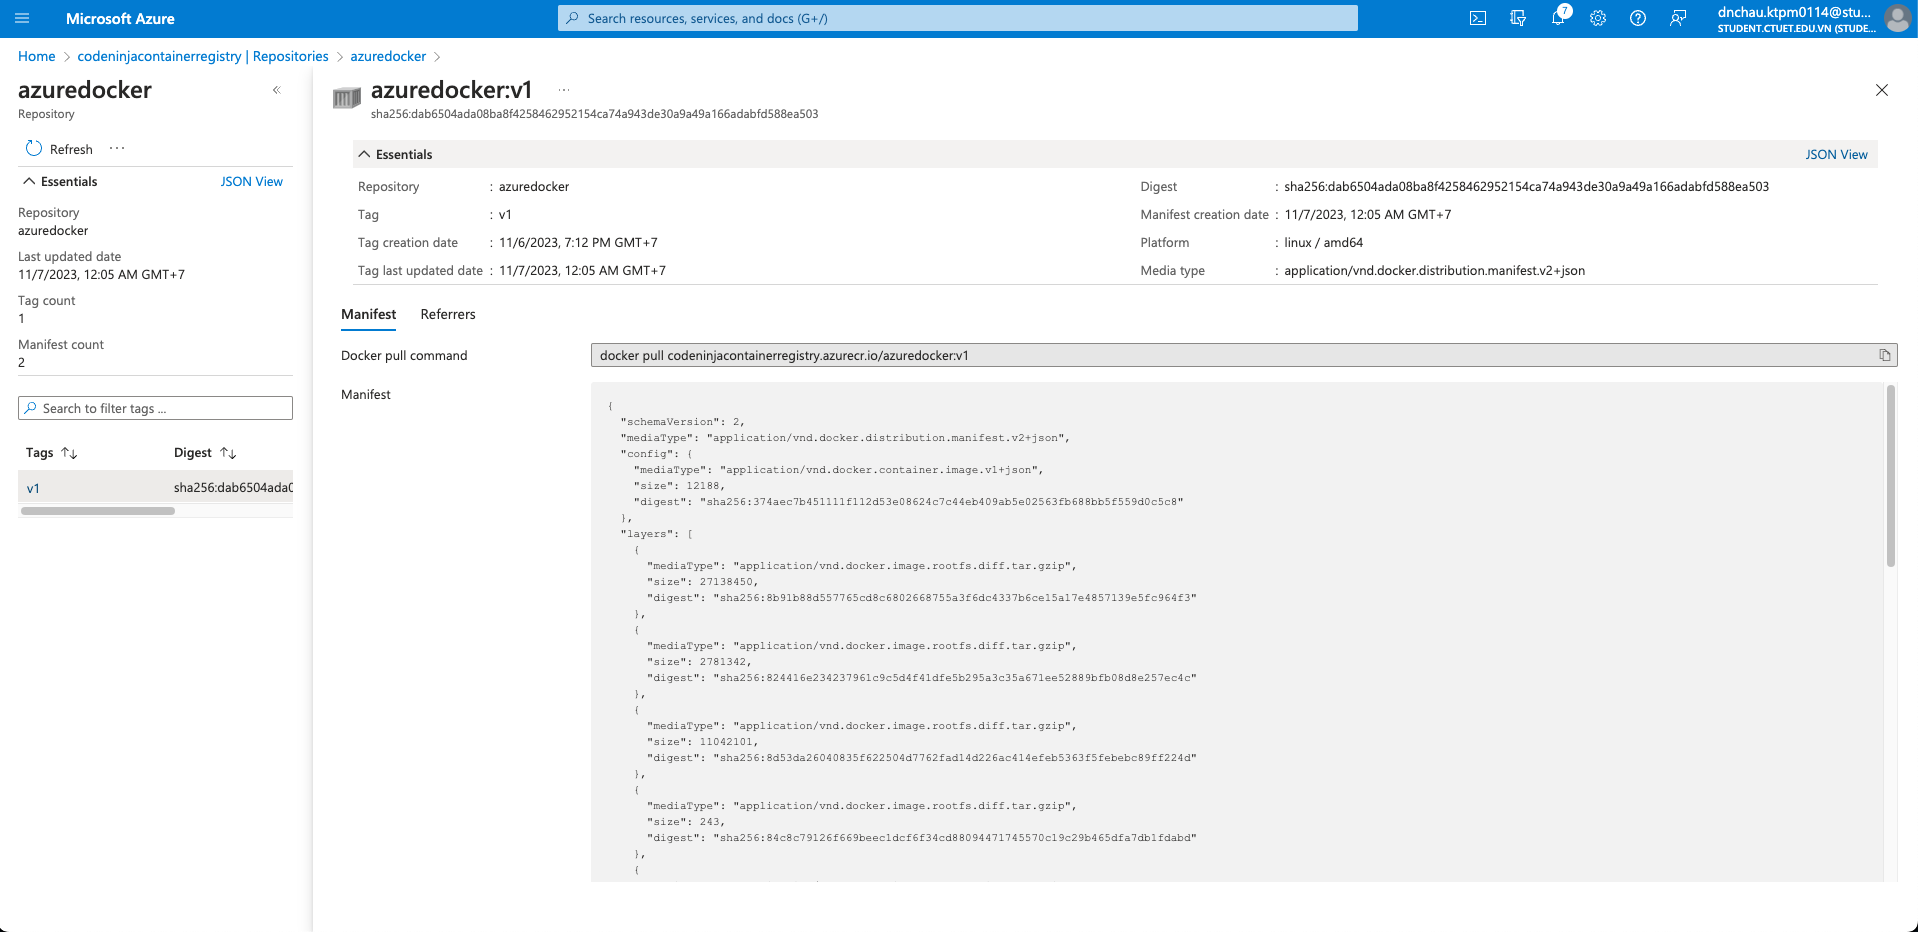 Microsoft Azure
Search resources, services, and docs (G+/)
7
dnchau.ktpm0114@stu...
STUDENT.CTUET.EDU.VN (STUDE...
Home > codeninjacontainerregistry | Repositories > azuredocker >
azuredocker
Repository
Refresh ...
Essentials JSON View
Repository
azuredocker
Last updated date
11/7/2023, 12:05 AM GMT+7
Tag count
1
Manifest count
2
Search to filter tags ...
Tags Digest
v1 sha256:dab6504ada0
azuredocker:v1 ...
sha256:dab6504ada08ba8f4258462952154ca74a943de30a9a49a166adabfd588ea503
Essentials JSON View
Repository : azuredocker
Tag : v1
Tag creation date : 11/6/2023, 7:12 PM GMT+7
Tag last updated date : 11/7/2023, 12:05 AM GMT+7
Digest : sha256:dab6504ada08ba8f4258462952154ca74a943de30a9a49a166adabfd588ea503
Manifest creation date : 11/7/2023, 12:05 AM GMT+7
Platform : linux / amd64
Media type : application/vnd.docker.distribution.manifest.v2+json
Manifest Referrers
Docker pull command docker pull codeninjacontainerregistry.azurecr.io/azuredocker:v1
Manifest
{
"schemaVersion": 2,
"mediaType": "application/vnd.docker.distribution.manifest.v2+json",
"config": {
"mediaType": "application/vnd.docker.container.image.v1+json",
"size": 12188,
"digest": "sha256:374aec7b451111f112d53e08624c7c44eb409ab5e02563fb688bb5f559d0c5c8"
},
"layers": [
{
"mediaType": "application/vnd.docker.image.rootfs.diff.tar.gzip",
"size": 27138450,
"digest": "sha256:8b91b88d557765cd8c6802668755a3f6dc4337b6ce15a17e4857139e5fc964f3"
},
{
"mediaType": "application/vnd.docker.image.rootfs.diff.tar.gzip",
"size": 2781342,
"digest": "sha256:824416e234237961c9c5d4f41dfe5b295a3c35a671ee52889bfb08d8e257ec4c"
},
{
"mediaType": "application/vnd.docker.image.rootfs.diff.tar.gzip",
"size": 11042101,
"digest": "sha256:8d53da26040835f622504d7762fad14d226ac414efeb5363f5febebc89ff224d"
},
{
"mediaType": "application/vnd.docker.image.rootfs.diff.tar.gzip",
"size": 243,
"digest": "sha256:84c8c79126f669beec1dcf6f34cd88094471745570c19c29b465dfa7db1fdabd"
},
{